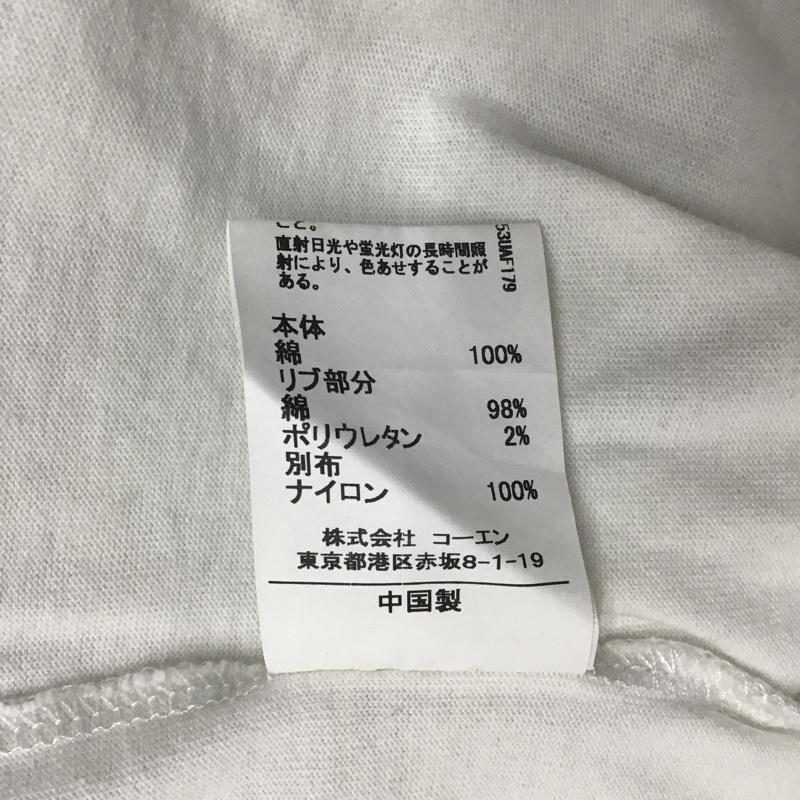 こと。
直射日光や蛍光灯の長時間照
射により、色あせすることが
ある。
53UAF179
本体
綿 100%
リブ部分
綿 98%
ポリウレタン 2%
別布
ナイロン 100%
株式会社 コーエン
東京都港区赤坂8-1-19
中国製